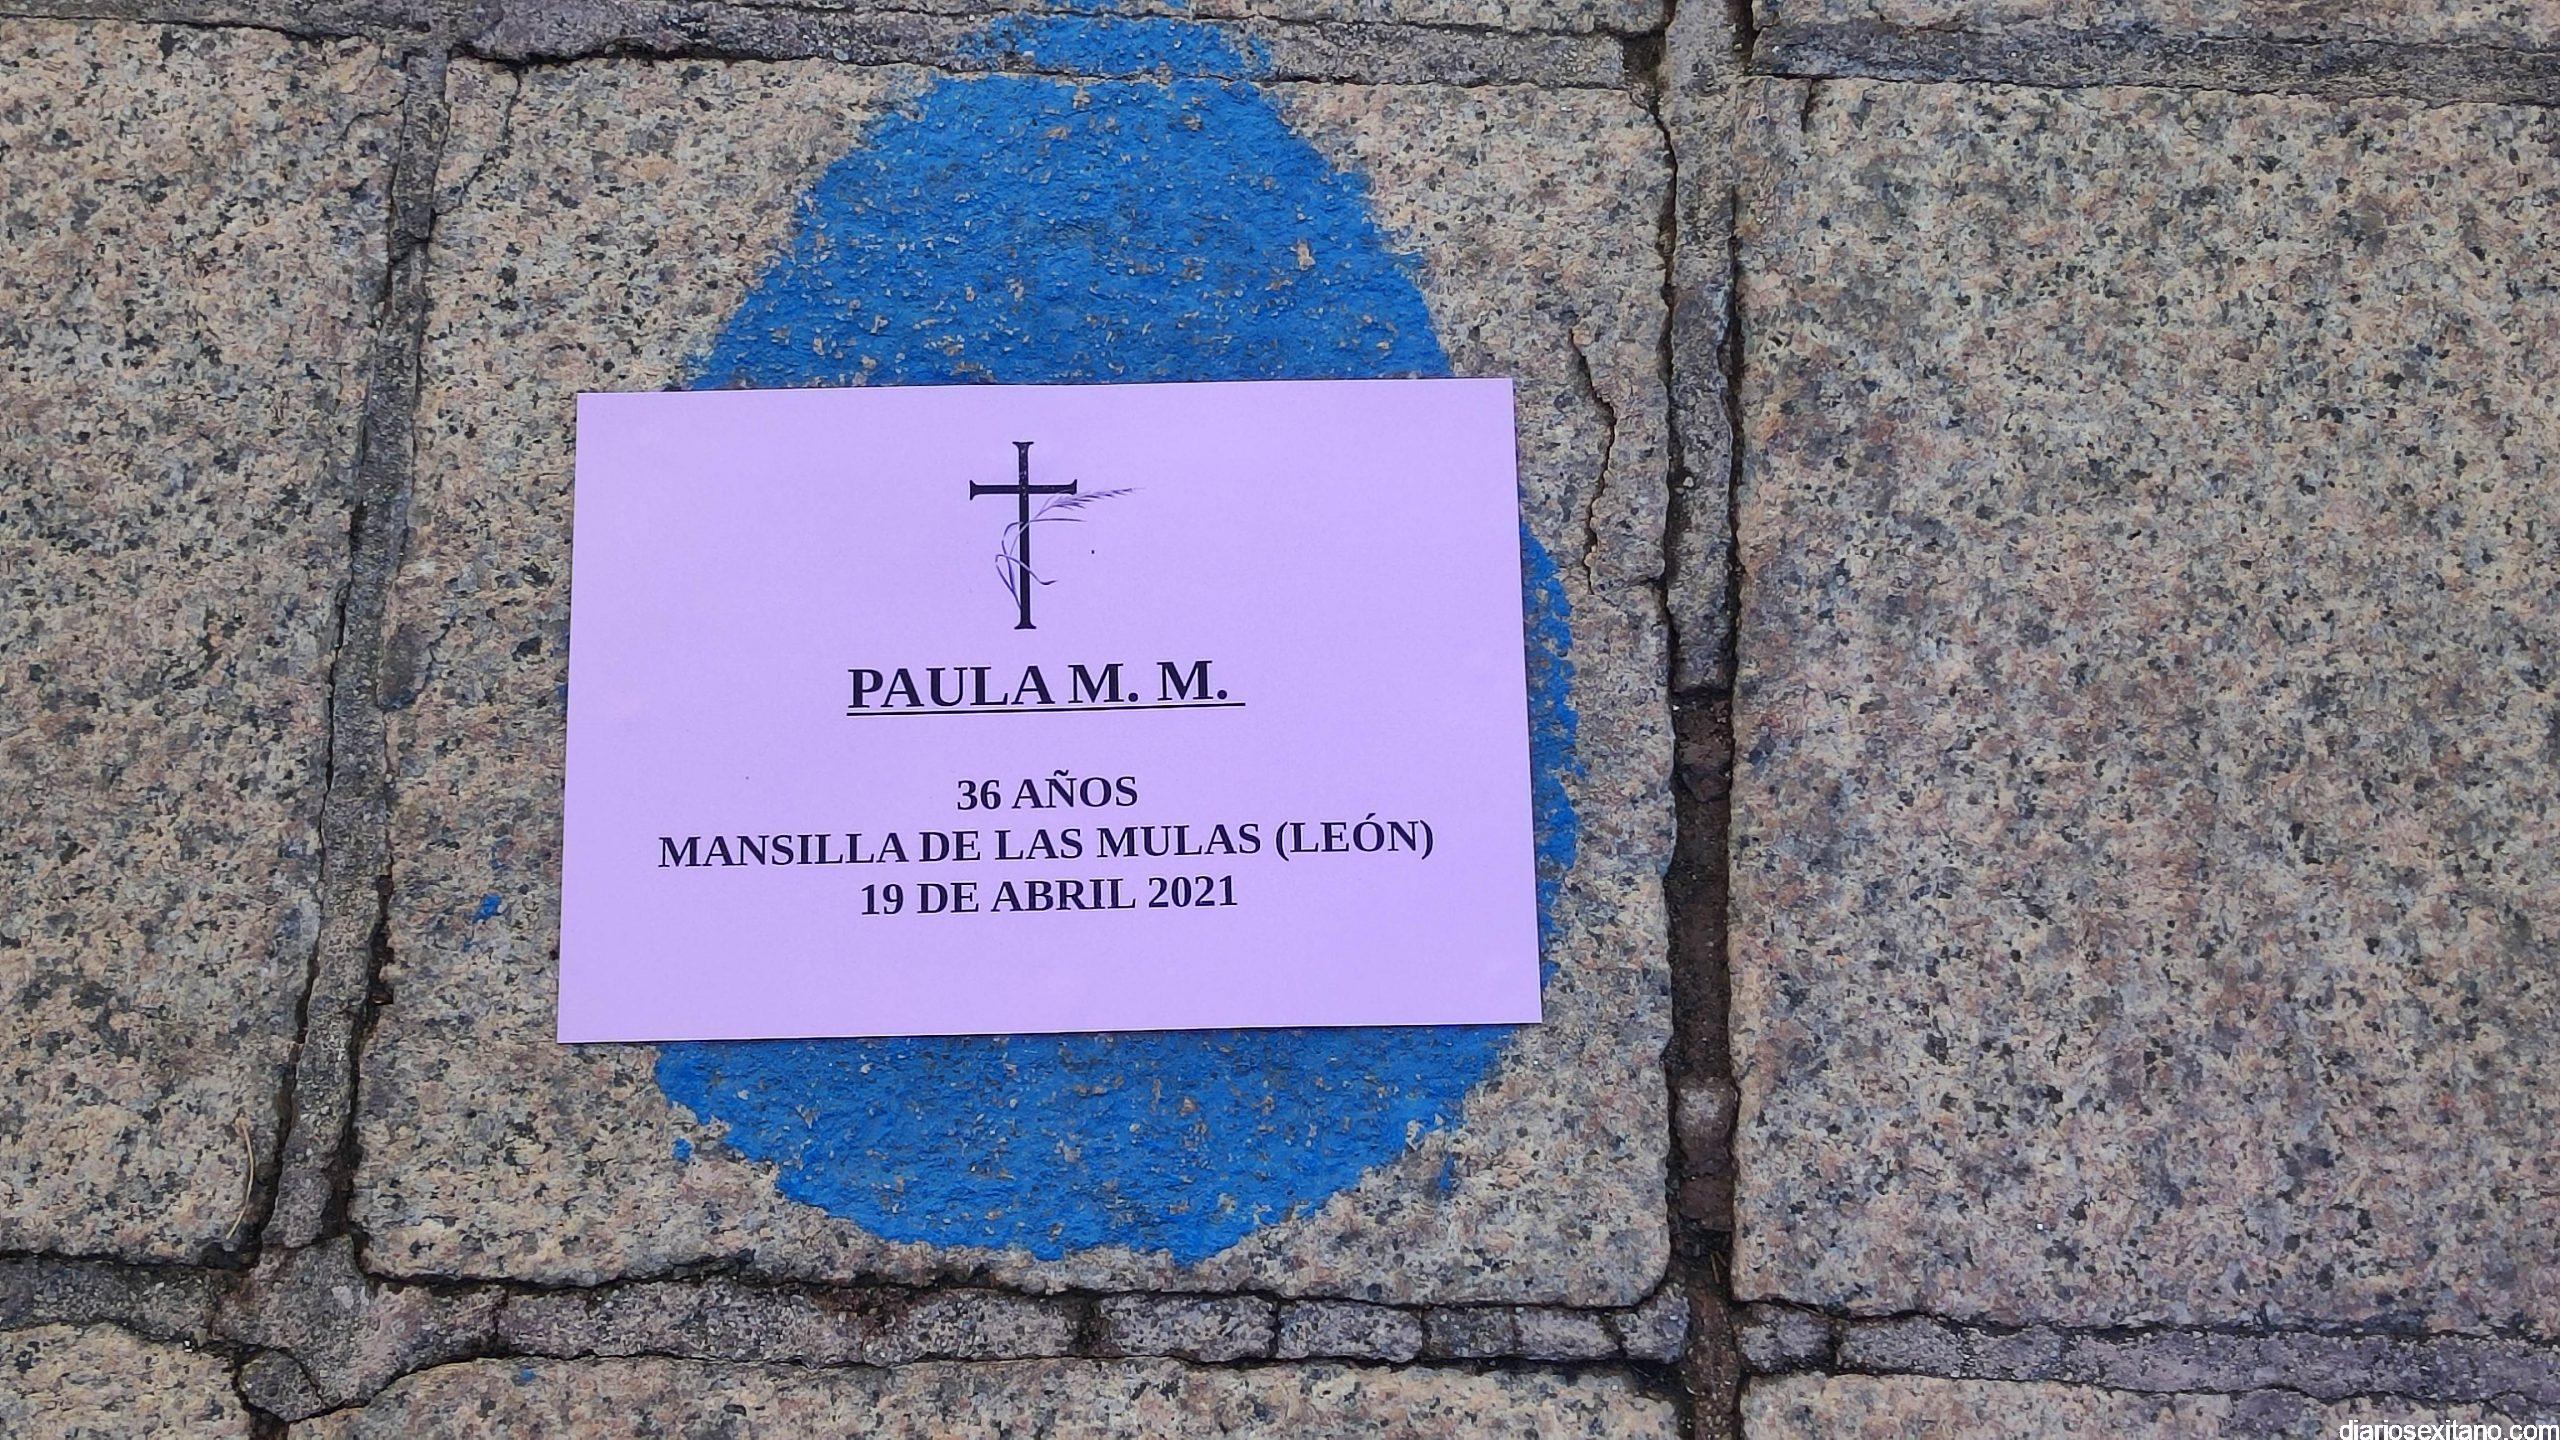 PAULA M. M.
36 AÑOS
MANSILLA DE LAS MULAS (LEÓN)
19 DE ABRIL 2021
diariosexitano.com